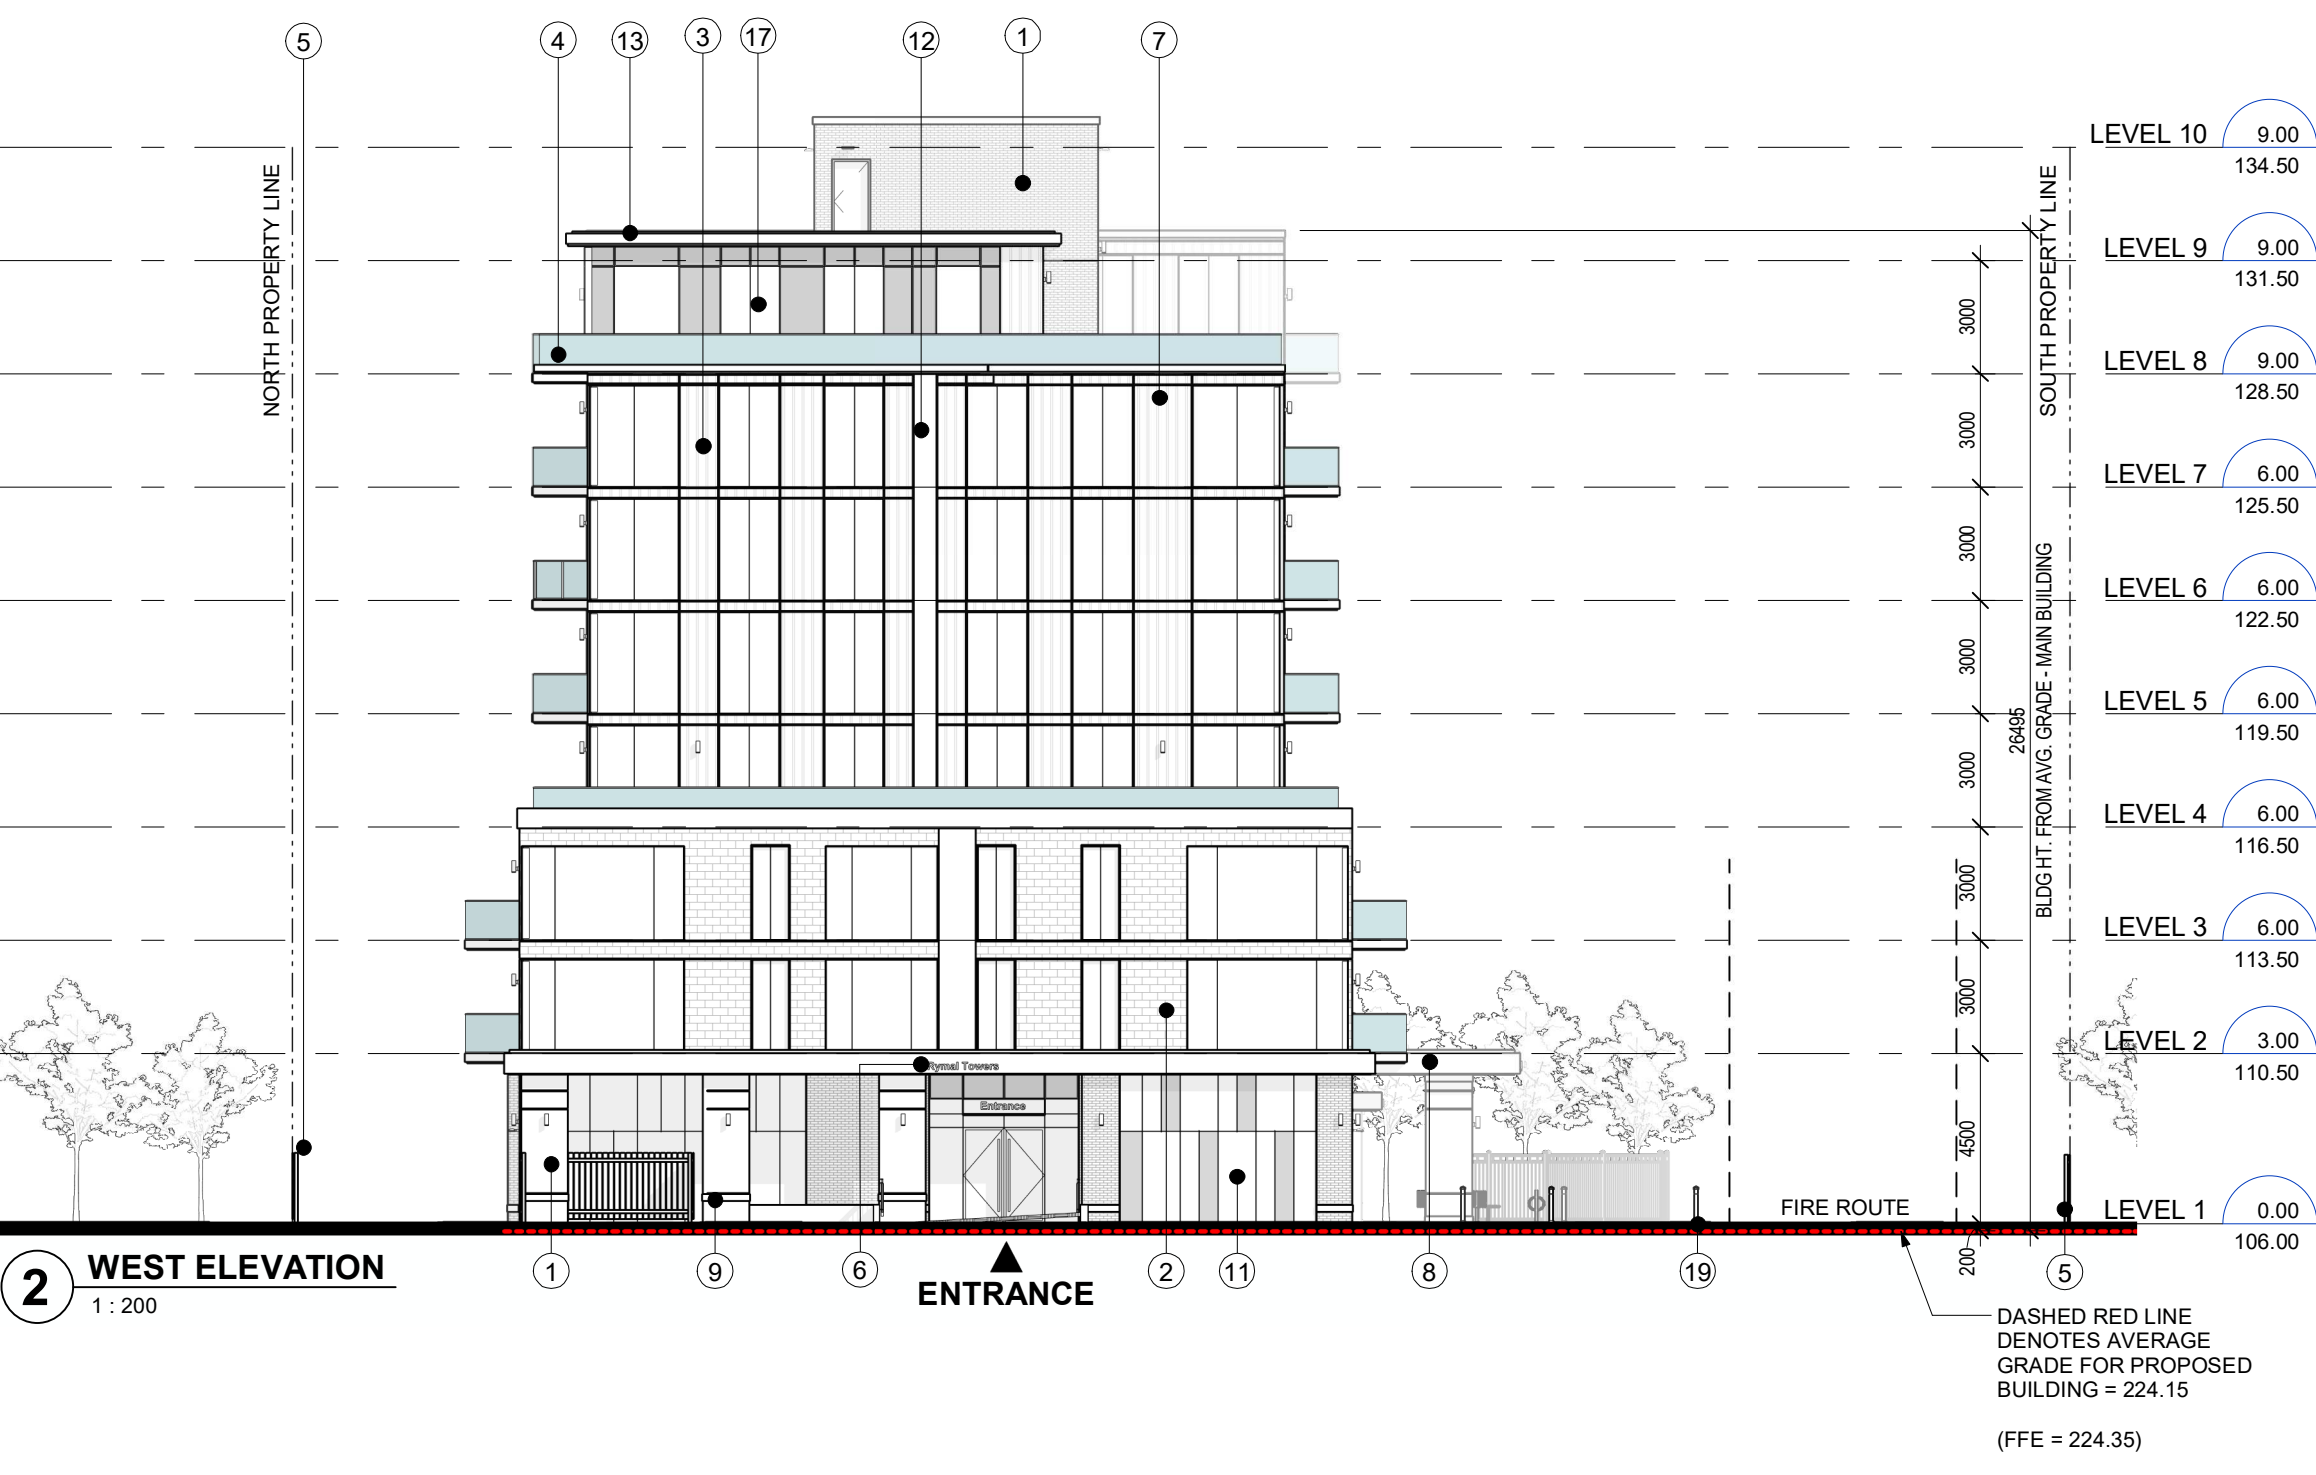 5
4
13
3
17
12
1
7
NORTH PROPERTY LINE
SOUTH PROPERTY LINE
LEVEL 10
9.00
134.50
LEVEL 9
9.00
131.50
3000
LEVEL 8
9.00
128.50
3000
LEVEL 7
6.00
125.50
3000
LEVEL 6
6.00
122.50
3000
LEVEL 5
6.00
119.50
3000
LEVEL 4
6.00
116.50
3000
LEVEL 3
6.00
113.50
3000
LEVEL 2
3.00
110.50
4500
LEVEL 1
0.00
106.00
200
26495
BLDG HT. FROM AVG. GRADE - MAIN BUILDING
Rymal Towers
Entrance
FIRE ROUTE
1
9
6
2
11
8
19
5
ENTRANCE
2
WEST ELEVATION
1 : 200
DASHED RED LINE
DENOTES AVERAGE
GRADE FOR PROPOSED
BUILDING = 224.15
(FFE = 224.35)